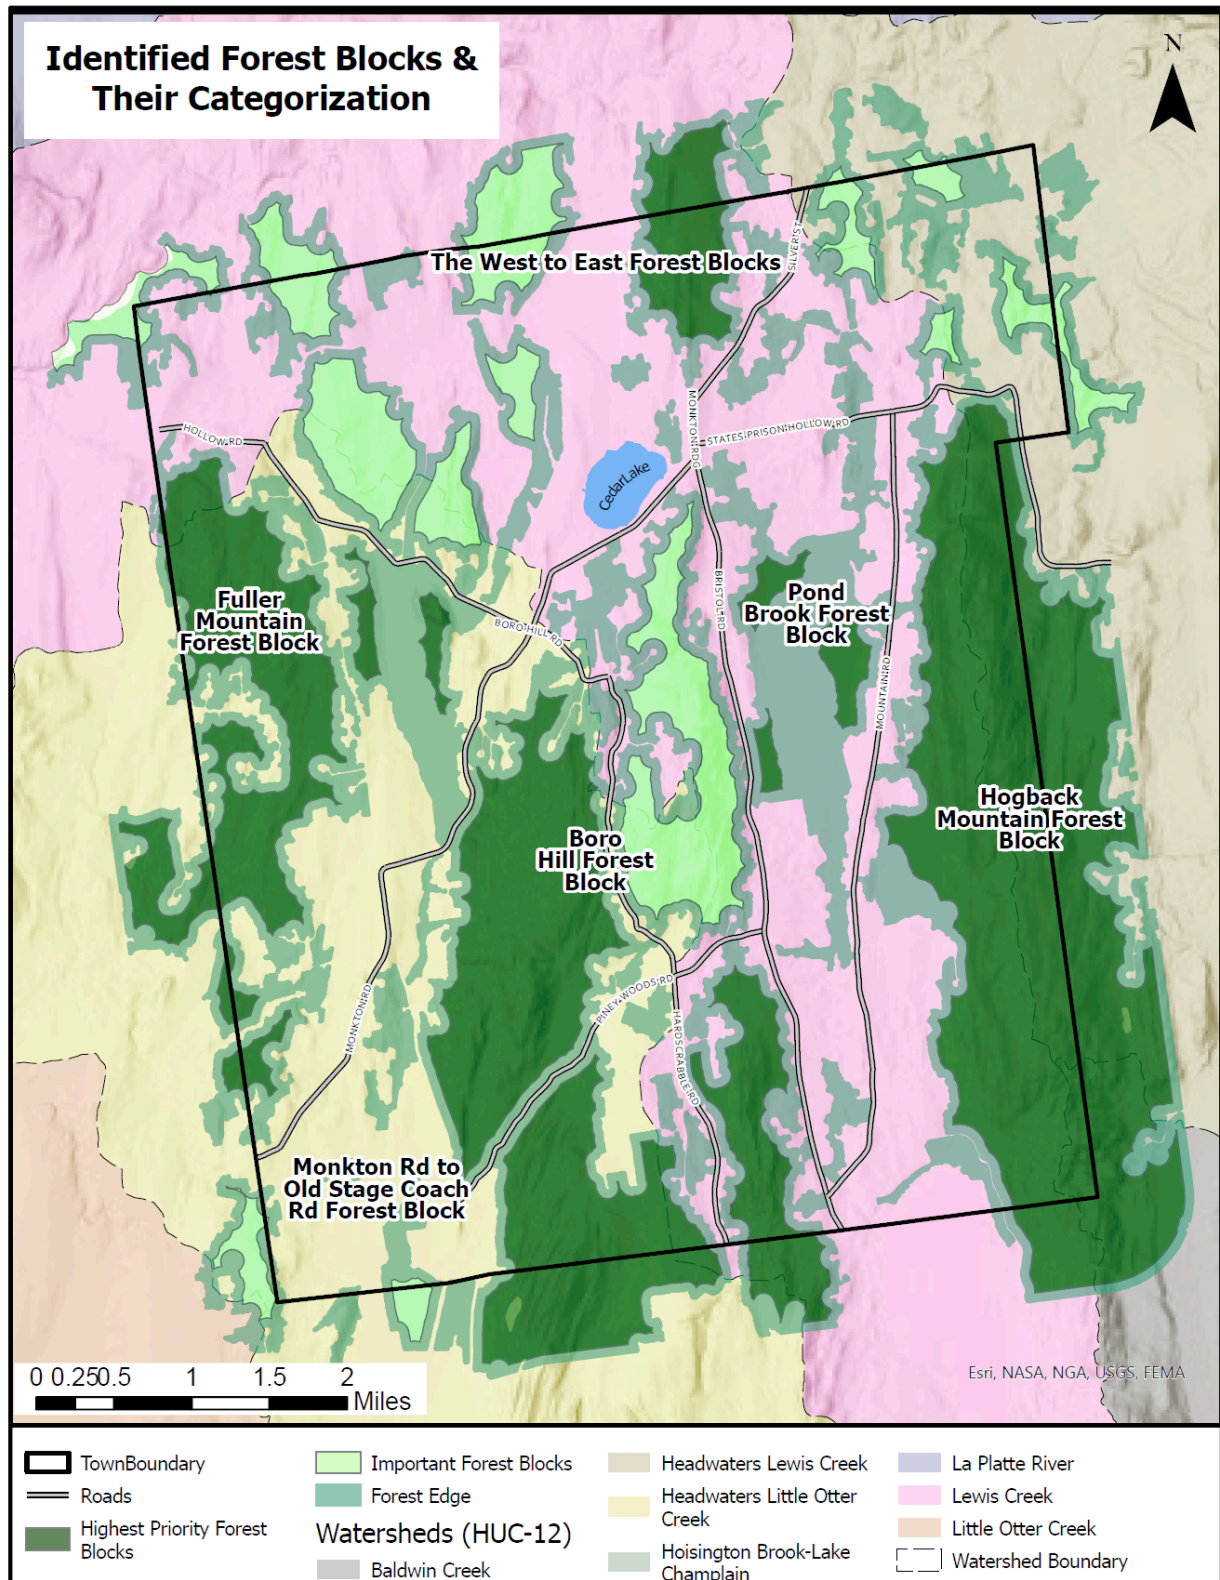 Identified Forest Blocks &
Their Categorization
N
The West to East Forest Blocks
SILVER ST
MONKTON RDG
STATES PRISON HOLLOW RD
HOLLOW RD
CedarLake
Fuller
Mountain
Forest Block
BORO HILL RD
BRISTOL RD
Pond
Brook Forest
Block
MOUNTAIN RD
Hogback
Mountain Forest
Block
Boro
Hill Forest
Block
MONKTON RD
PINEY WOODS RD
HARDSCRABBLE RD
Monkton Rd to
Old Stage Coach
Rd Forest Block
0 0.25 0.5 1 1.5 2
Miles
Esri, NASA, NGA, USGS, FEMA
TownBoundary
Roads
Highest Priority Forest
Blocks
Important Forest Blocks
Forest Edge
Watersheds (HUC-12)
Baldwin Creek
Headwaters Lewis Creek
Headwaters Little Otter
Creek
Hoisington Brook-Lake
Champlain
La Platte River
Lewis Creek
Little Otter Creek
Watershed Boundary